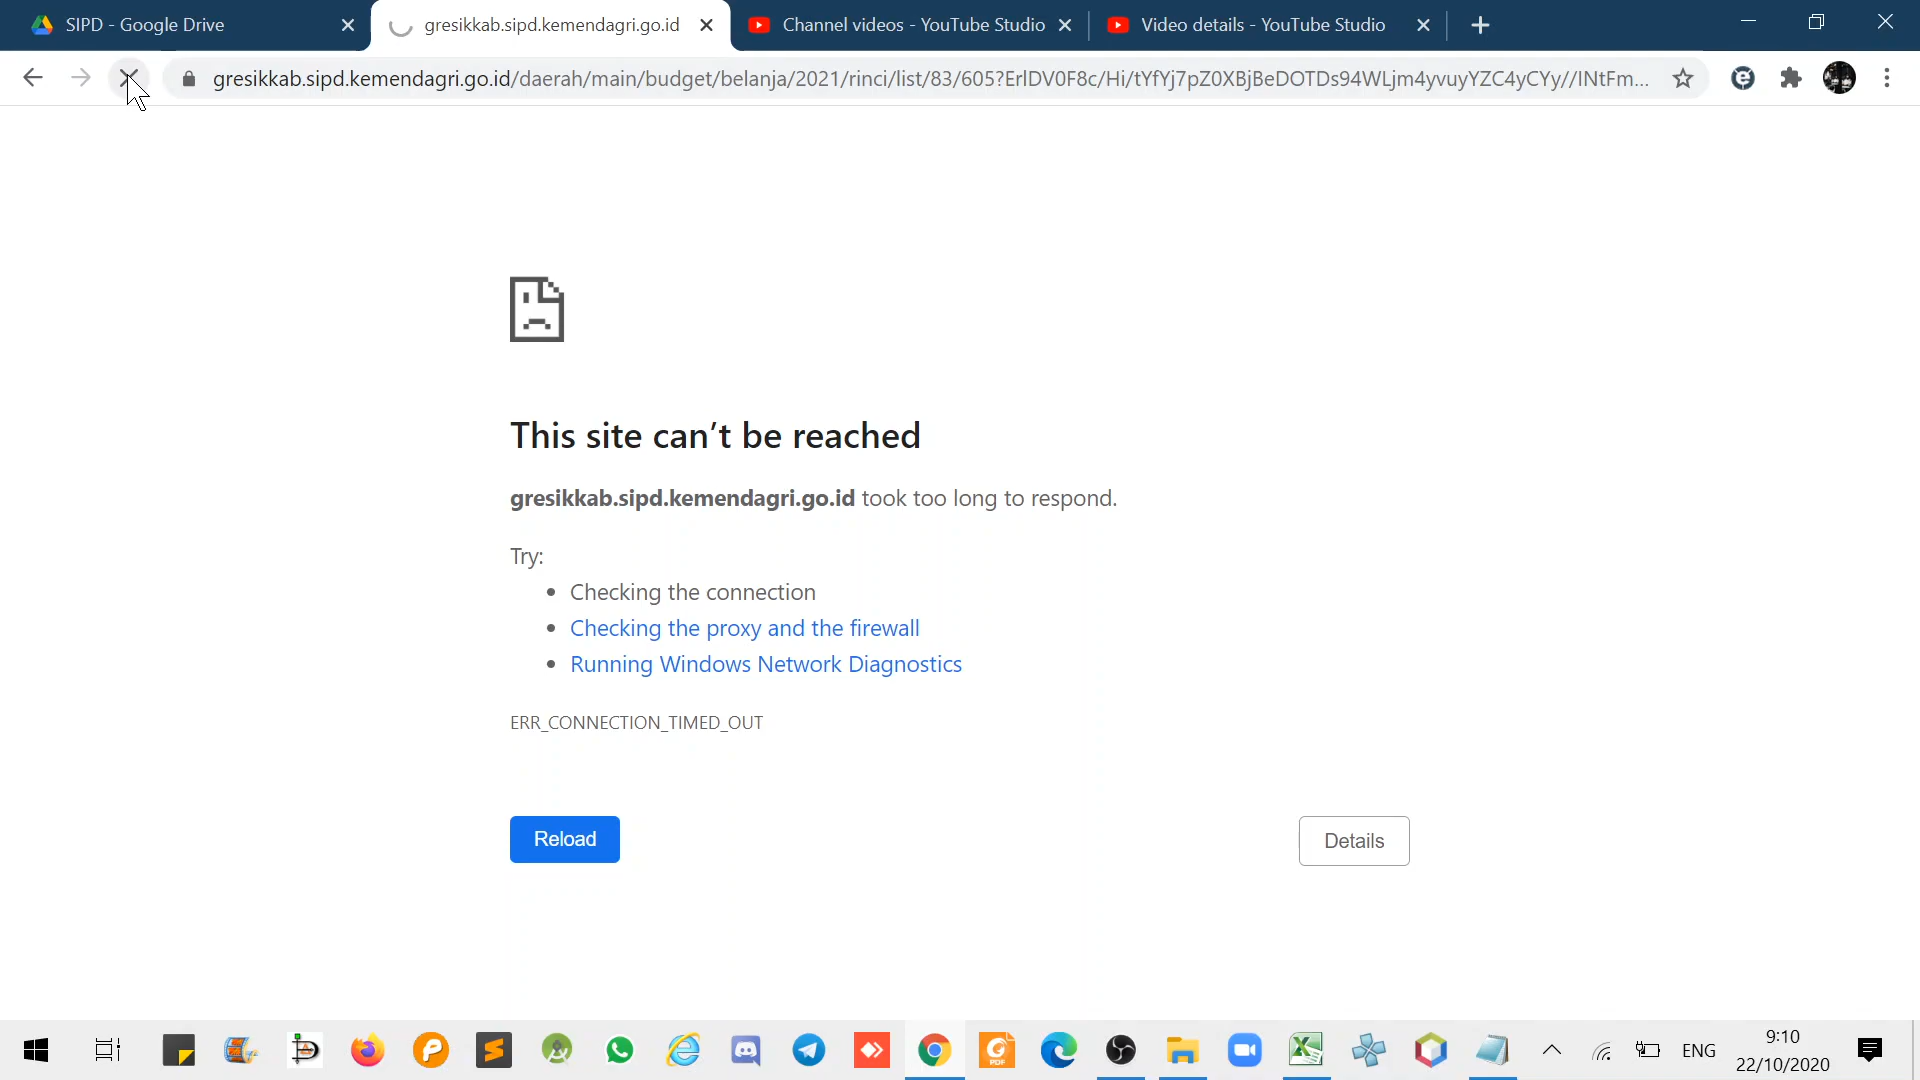 SIPD - Google Drive
gresikkab.sipd.kemendagri.go.id
Channel videos - YouTube Studio
Video details - YouTube Studio
gresikkab.sipd.kemendagri.go.id/daerah/main/budget/belanja/2021/rinci/list/83/605?ErlDV0F8c/Hi/tYfYj7pZ0XBjBeDOTDs94WLjm4yvuyYZC4yCYy//INtFm...
This site can’t be reached
gresikkab.sipd.kemendagri.go.id took too long to respond.
Try:
Checking the connection
Checking the proxy and the firewall
Running Windows Network Diagnostics
ERR_CONNECTION_TIMED_OUT
Reload
Details
ENG
9:10
22/10/2020